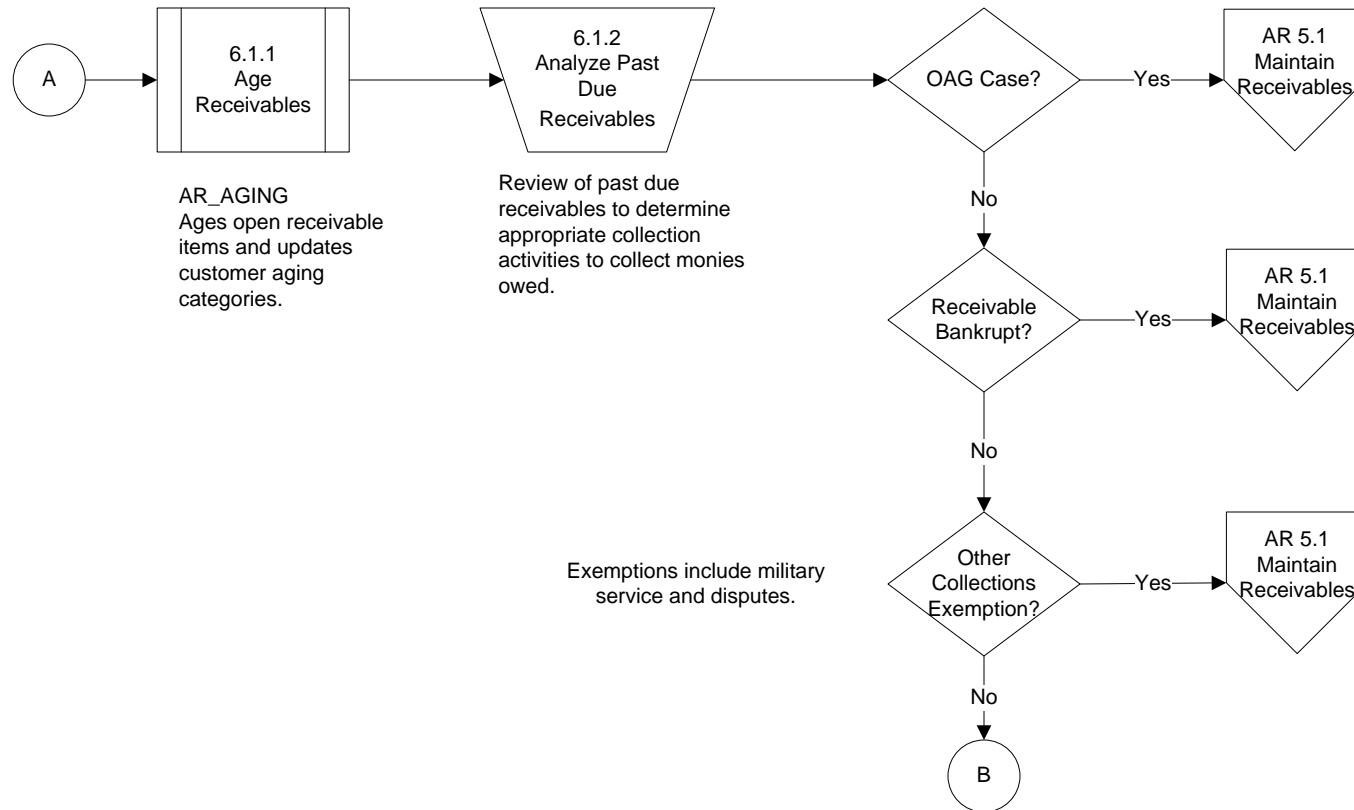 A
6.1.1
Age
Receivables
AR_AGING
Ages open receivable
items and updates
customer aging
categories.
6.1.2
Analyze Past
Due
Receivables
Review of past due
receivables to determine
appropriate collection
activities to collect monies
owed.
OAG Case?
Yes
AR 5.1
Maintain
Receivables
No
Receivable
Bankrupt?
Yes
AR 5.1
Maintain
Receivables
No
Exemptions include military
service and disputes.
Other
Collections
Exemption?
Yes
AR 5.1
Maintain
Receivables
No
B